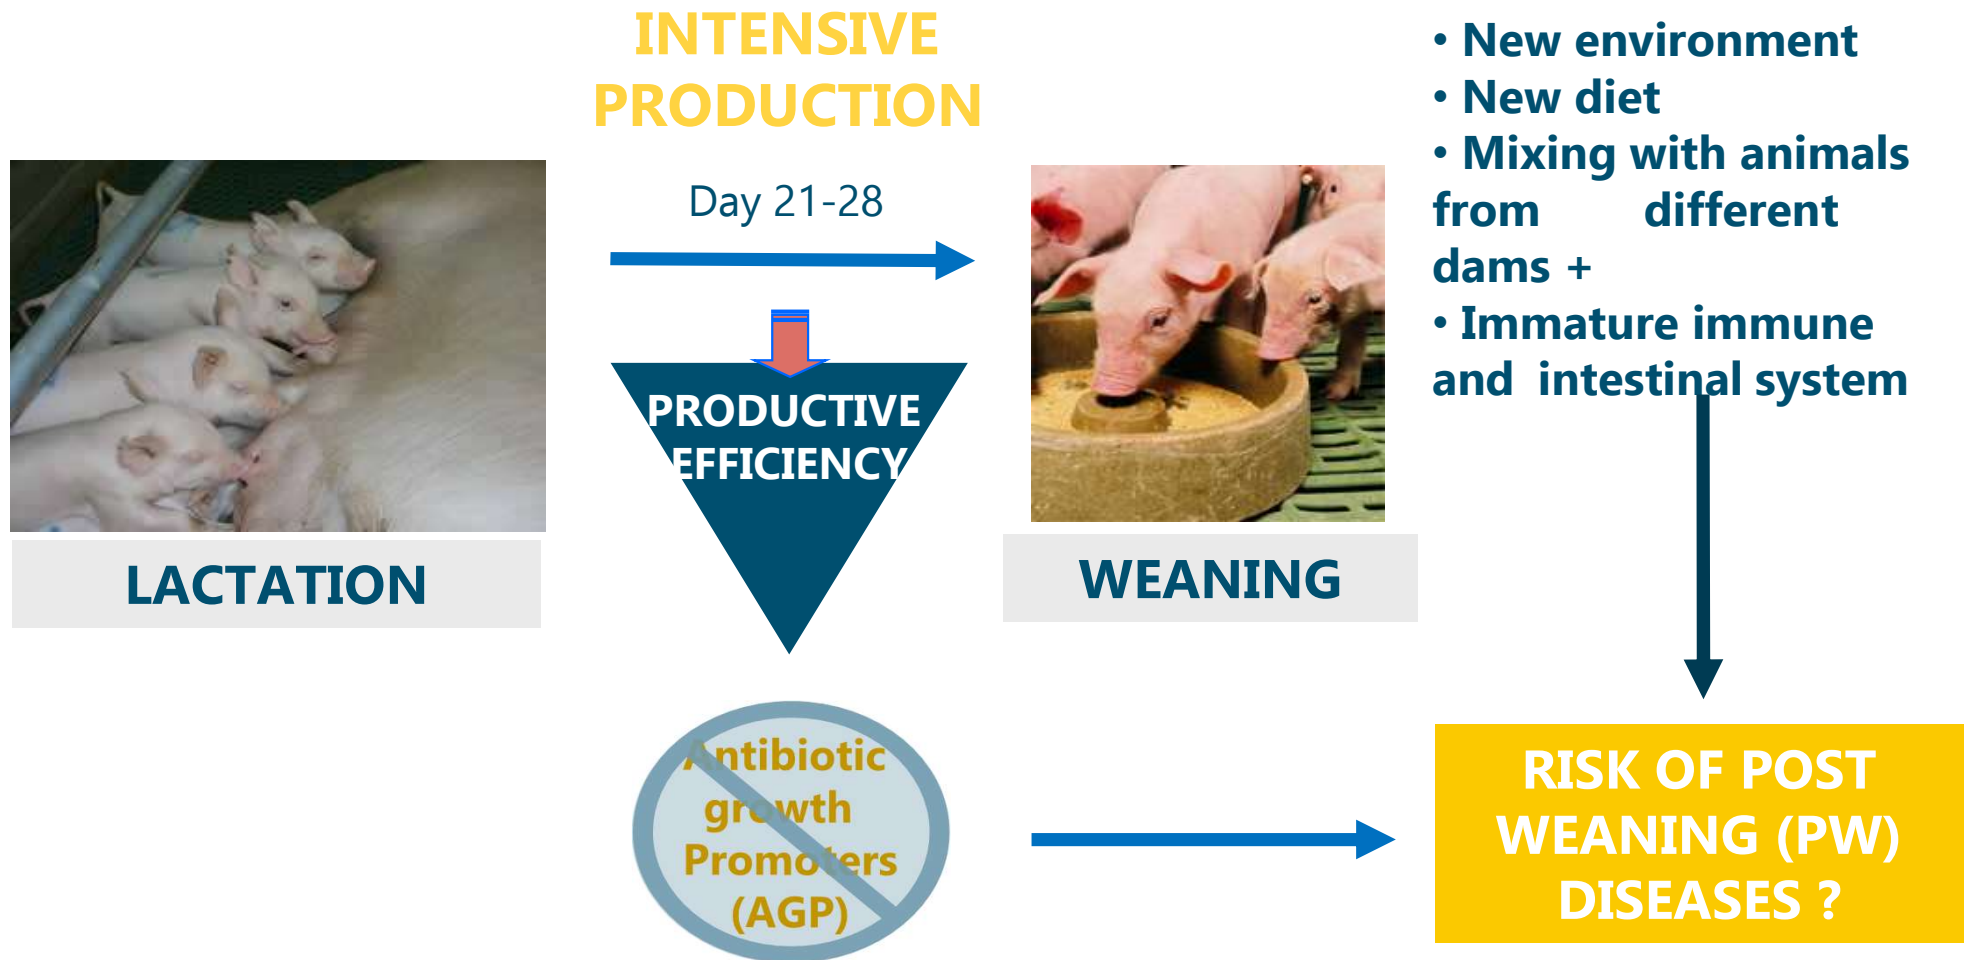 INTENSIVE
PRODUCTION
Day 21-28
LACTATION
PRODUCTIVE
EFFICIENCY
WEANING
• New environment
• New diet
• Mixing with animals
from different
dams +
• Immature immune
and intestinal system
Antibiotic
growth
Promoters
(AGP)
RISK OF POST
WEANING (PW)
DISEASES ?